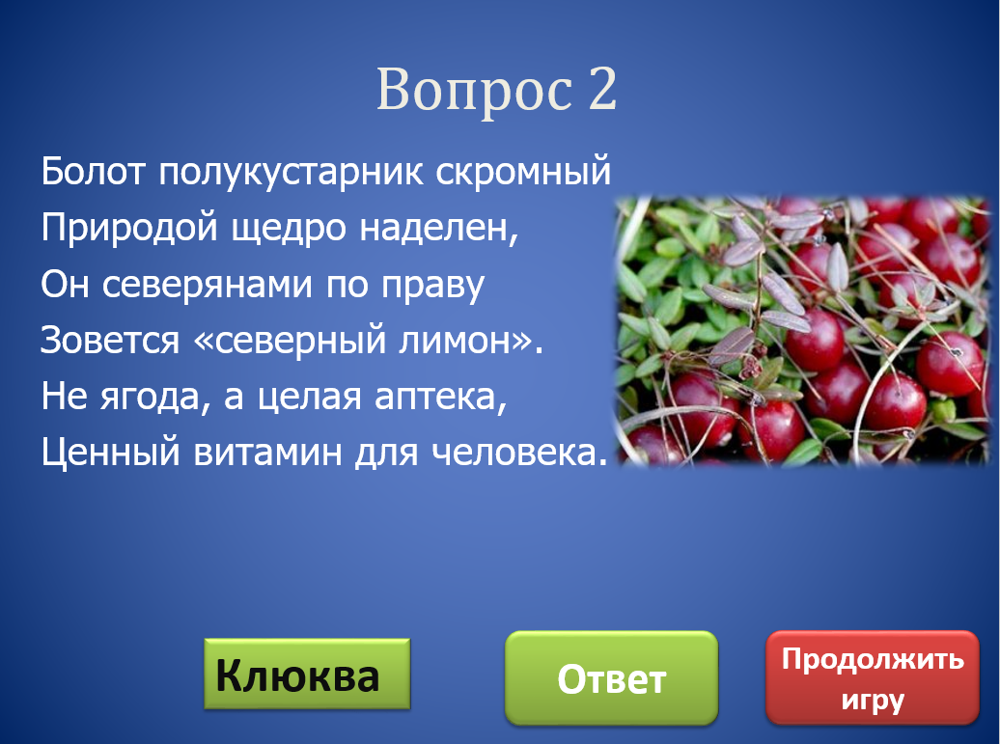 Вопрос 2
Болот полукустарник скромный
Природой щедро наделен,
Он северянами по праву
Зовется «северный лимон».
Не ягода, а целая аптека,
Ценный витамин для человека.
Клюква
Ответ
Продолжить
игру